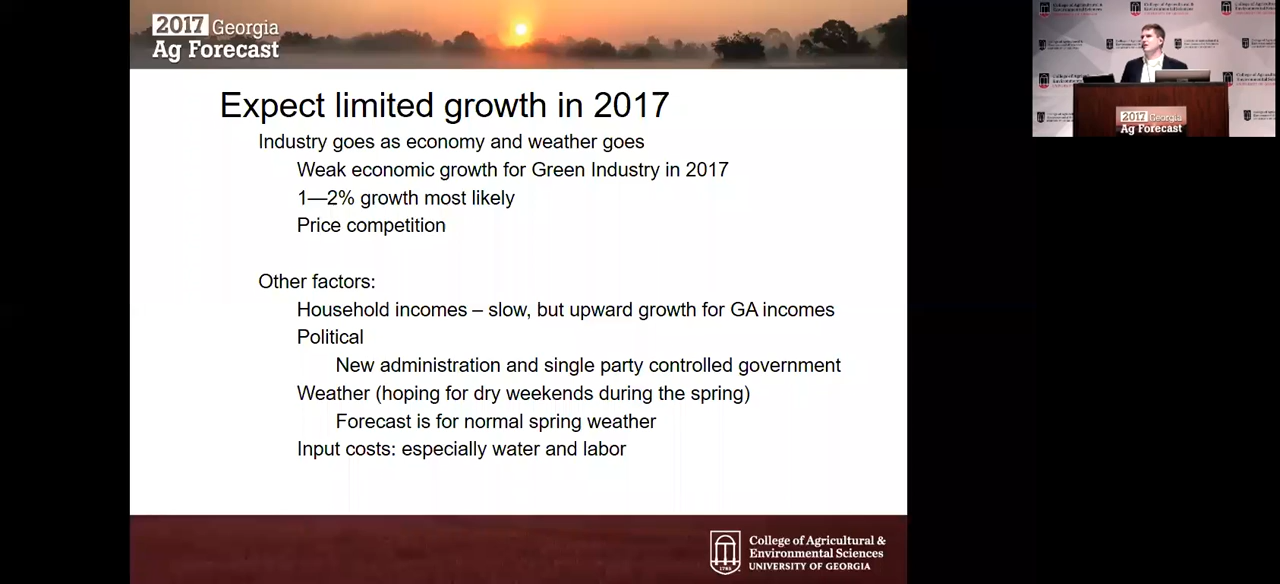 2017 Georgia
Ag Forecast
Expect limited growth in 2017
Industry goes as economy and weather goes
Weak economic growth for Green Industry in 2017
1—2% growth most likely
Price competition
Other factors:
Household incomes – slow, but upward growth for GA incomes
Political
New administration and single party controlled government
Weather (hoping for dry weekends during the spring)
Forecast is for normal spring weather
Input costs: especially water and labor
College of Agricultural &
Environmental Sciences
UNIVERSITY OF GEORGIA
2017 Georgia
Ag Forecast